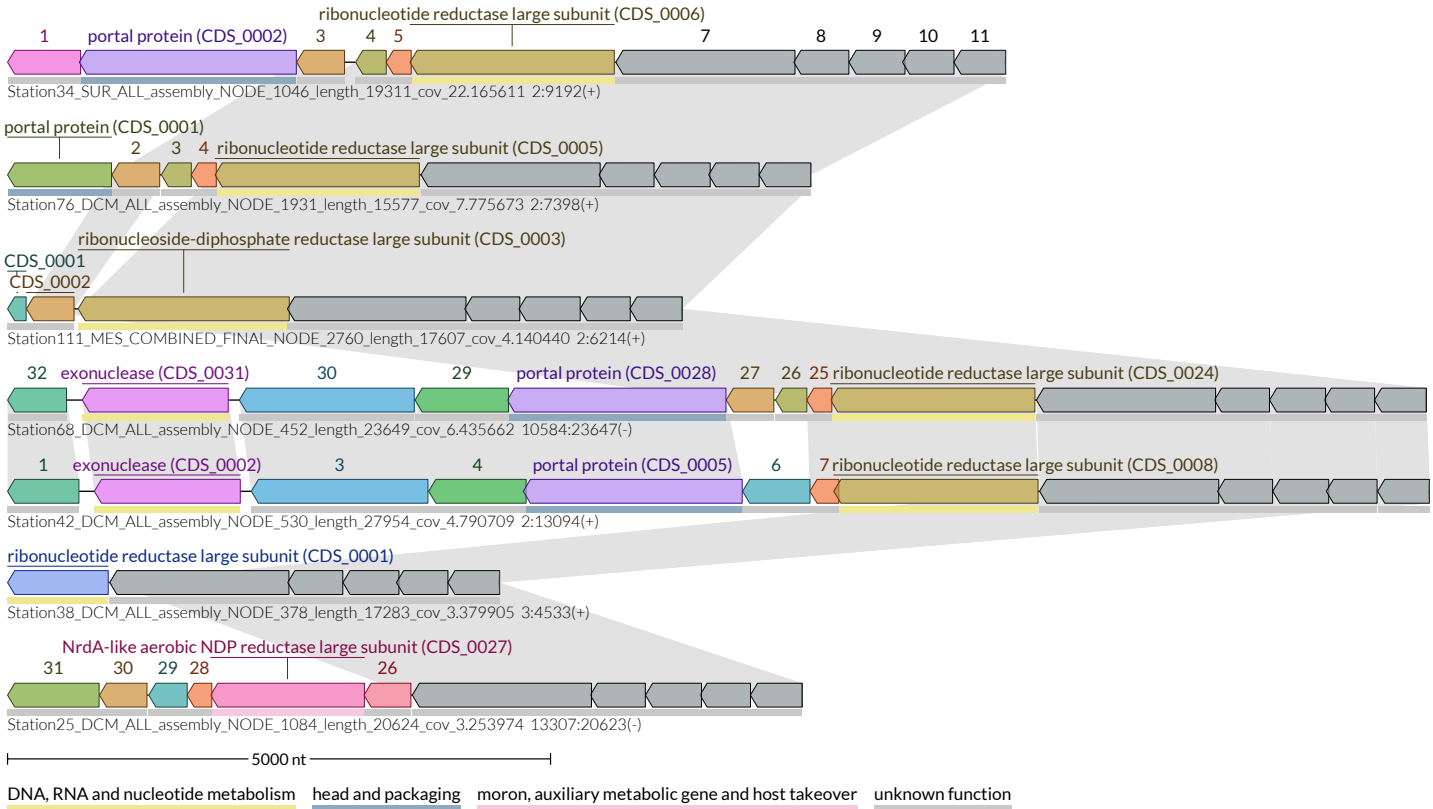 ribonucleotide reductase large subunit (CDS_0006)
1 portal protein (CDS_0002) 3 4 5 7 8 9 10 11
Station34_SUR_ALL_assembly_NODE_1046_length_19311_cov_22.165611 2:9192(+)
portal protein (CDS_0001)
2 3 4 ribonucleotide reductase large subunit (CDS_0005)
Station76_DCM_ALL_assembly_NODE_1931_length_15577_cov_7.775673 2:7398(+)
ribonucleoside-diphosphate reductase large subunit (CDS_0003)
CDS_0001
CDS_0002
Station111_MES_COMBINED_FINAL_NODE_2760_length_17607_cov_4.140440 2:6214(+)
32 exonuclease (CDS_0031) 30 29 portal protein (CDS_0028) 27 26 25 ribonucleotide reductase large subunit (CDS_0024)
Station68_DCM_ALL_assembly_NODE_452_length_23649_cov_6.435662 10584:23647(-)
1 exonuclease (CDS_0002) 3 4 portal protein (CDS_0005) 6 7 ribonucleotide reductase large subunit (CDS_0008)
Station42_DCM_ALL_assembly_NODE_530_length_27954_cov_4.790709 2:13094(+)
ribonucleotide reductase large subunit (CDS_0001)
Station38_DCM_ALL_assembly_NODE_378_length_17283_cov_3.379905 3:4533(+)
NrdA-like aerobic NDP reductase large subunit (CDS_0027)
31 30 29 28 26
Station25_DCM_ALL_assembly_NODE_1084_length_20624_cov_3.253974 13307:20623(-)
5000 nt
DNA, RNA and nucleotide metabolism head and packaging moron, auxiliary metabolic gene and host takeover unknown function